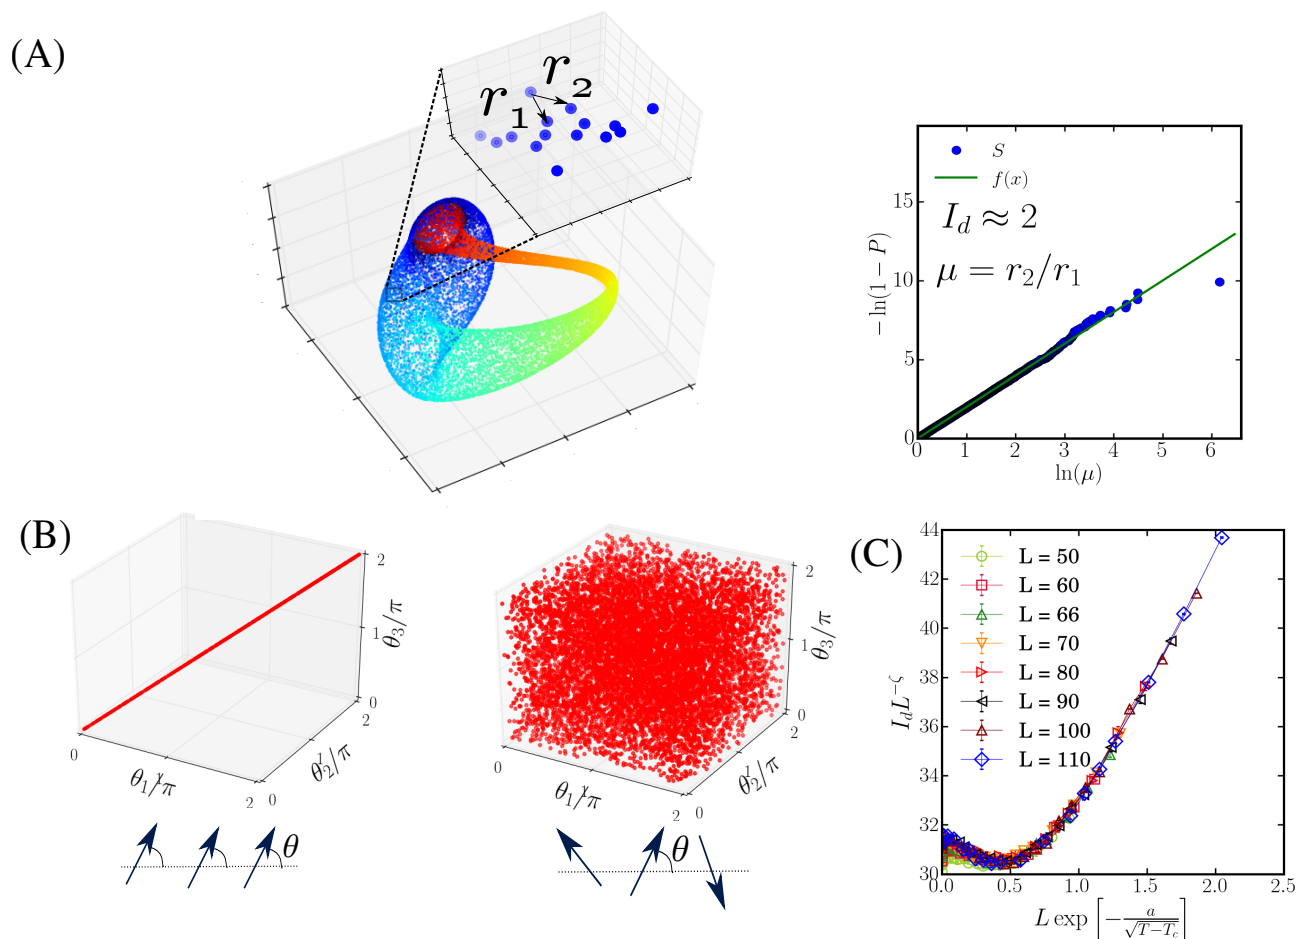 (A)
r₁ r₂
S
f(x)
I_d ≈ 2
μ = r₂/r₁
− ln(1 − P)
15
10
5
0
0 1 2 3 4 5 6
ln(μ)
(B)
2
1
0
θ₃/π
2
θ₂/π
0
0
θ₁/π
2
θ
2
1
0
θ₃/π
2
θ₂/π
0
0
θ₁/π
2
θ
(C)
44
42
40
38
36
34
32
30
I_d L^{−ζ}
L = 50
L = 60
L = 66
L = 70
L = 80
L = 90
L = 100
L = 110
0.0 0.5 1.0 1.5 2.0 2.5
L exp [− a/√(T−T_c)]